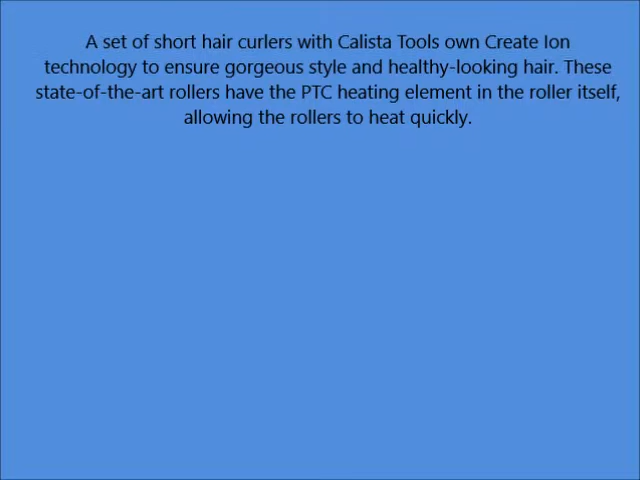 A set of short hair curlers with Calista Tools own Create Ion
technology to ensure gorgeous style and healthy-looking hair. These
state-of-the-art rollers have the PTC heating element in the roller itself,
allowing the rollers to heat quickly.